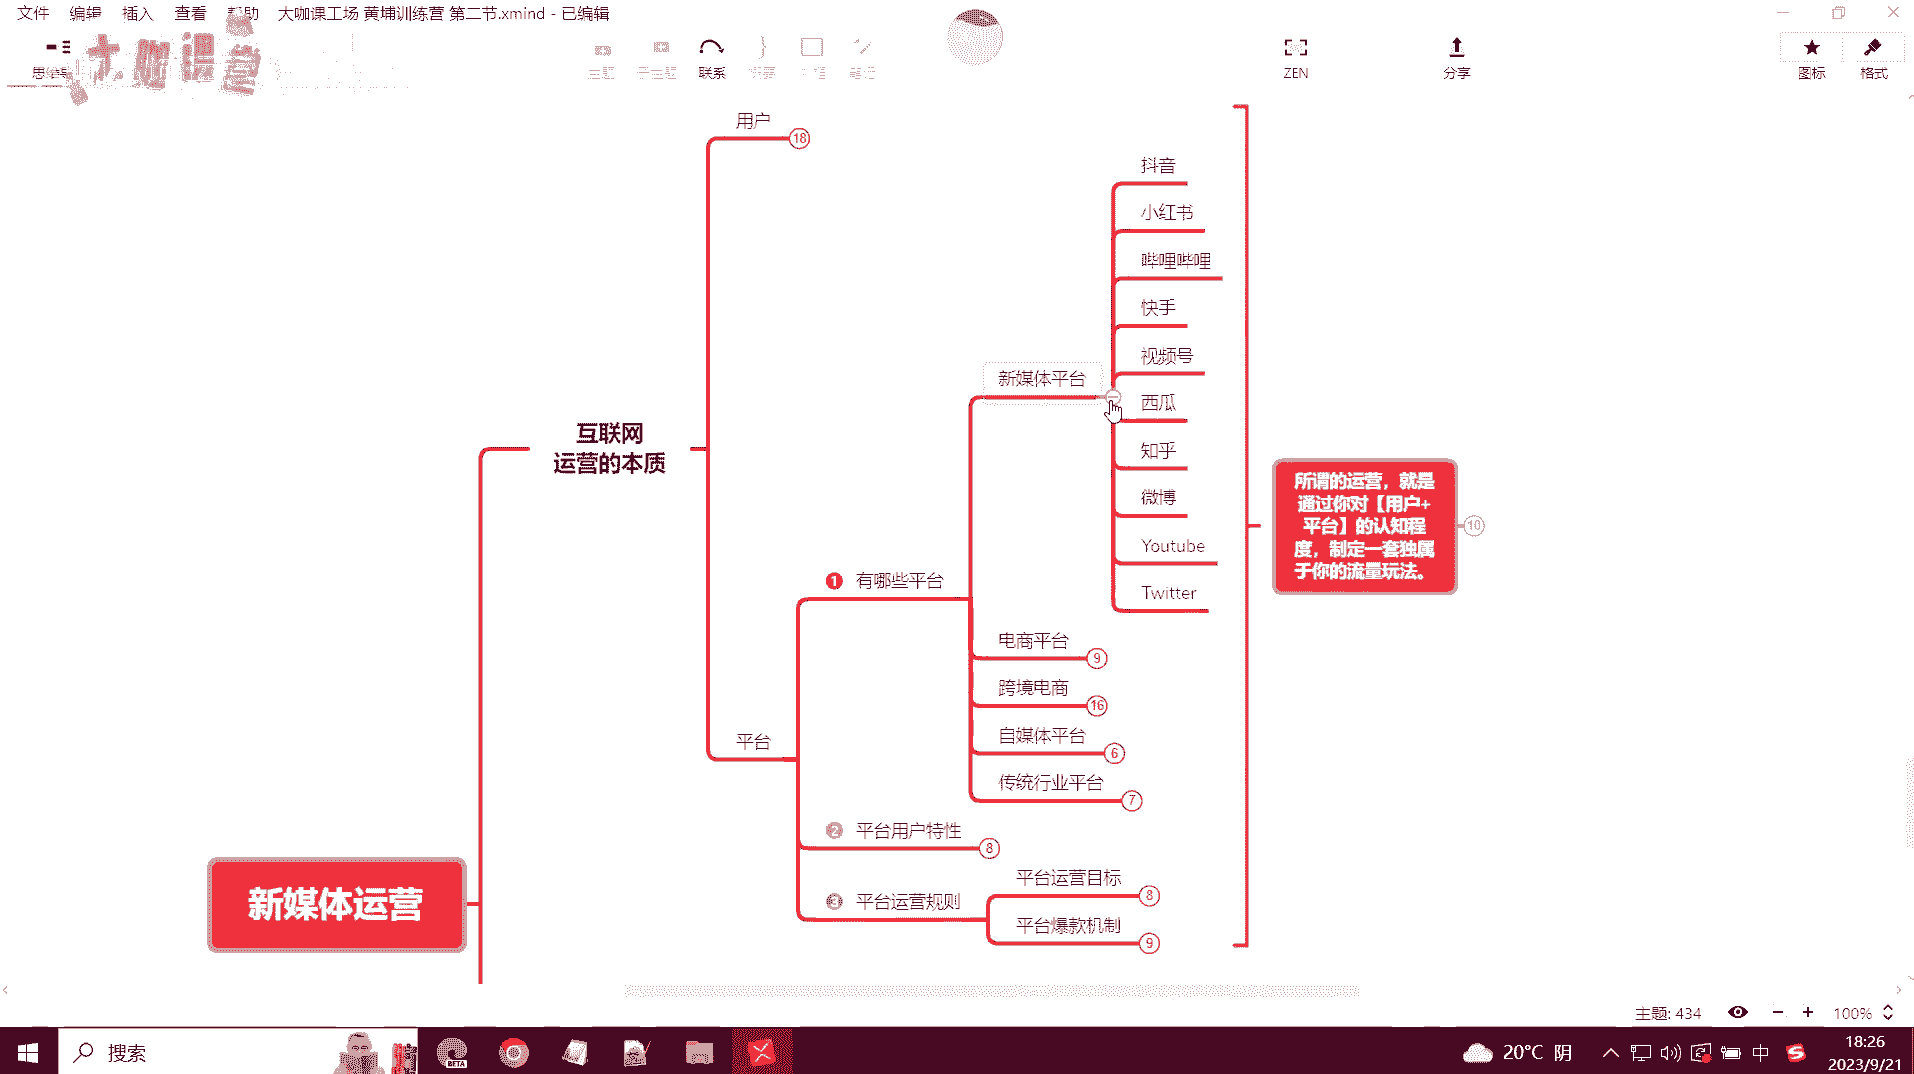 文件 编辑 插入 查看 帮助 大咖课工场 黄埔训练营 第二节.xmind - 已编辑
大咖课堂
联系
ZEN
分享
图标
格式
用户
18
抖音
小红书
哔哩哔哩
快手
视频号
新媒体平台
西瓜
知乎
微博
Youtube
Twitter
互联网
运营的本质
所谓的运营，就是
通过你对【用户+
平台】的认知程
度，制定一套独属
于你的流量玩法。
10
1 有哪些平台
电商平台
9
跨境电商
16
自媒体平台
6
传统行业平台
7
平台
2 平台用户特性
8
3 平台运营规则
平台运营目标
8
平台爆款机制
9
新媒体运营
主题: 434
100%
搜索
BETA
20°C 阴
中
18:26
2023/9/21